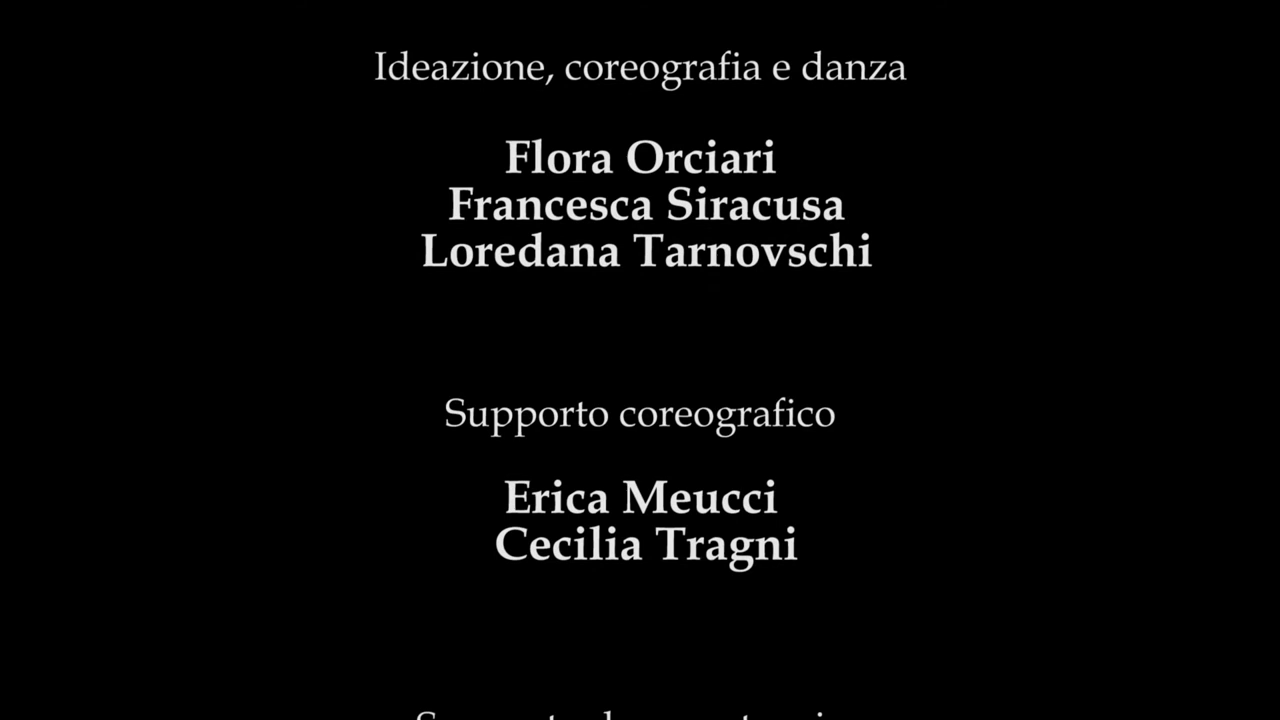 Ideazione, coreografia e danza
Flora Orciari
Francesca Siracusa
Loredana Tarnovschi
Supporto coreografico
Erica Meucci
Cecilia Tragni